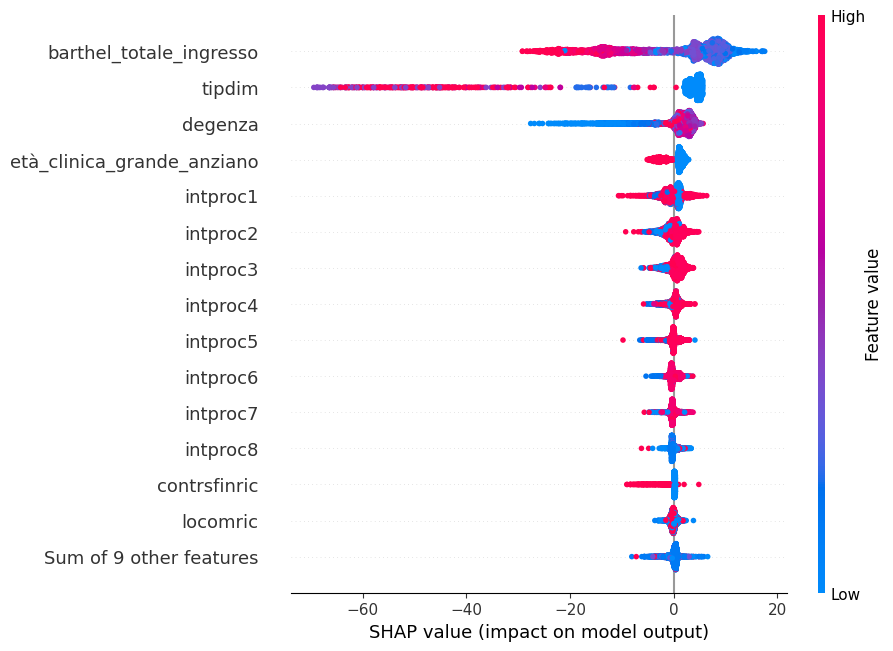 High
barthel_totale_ingresso
tipdim
degenza
età_clinica_grande_anziano
intproc1
intproc2
intproc3
intproc4
intproc5
intproc6
intproc7
intproc8
contrsfinric
locomric
Sum of 9 other features
Feature value
Low
−60
−40
−20
0
20
SHAP value (impact on model output)